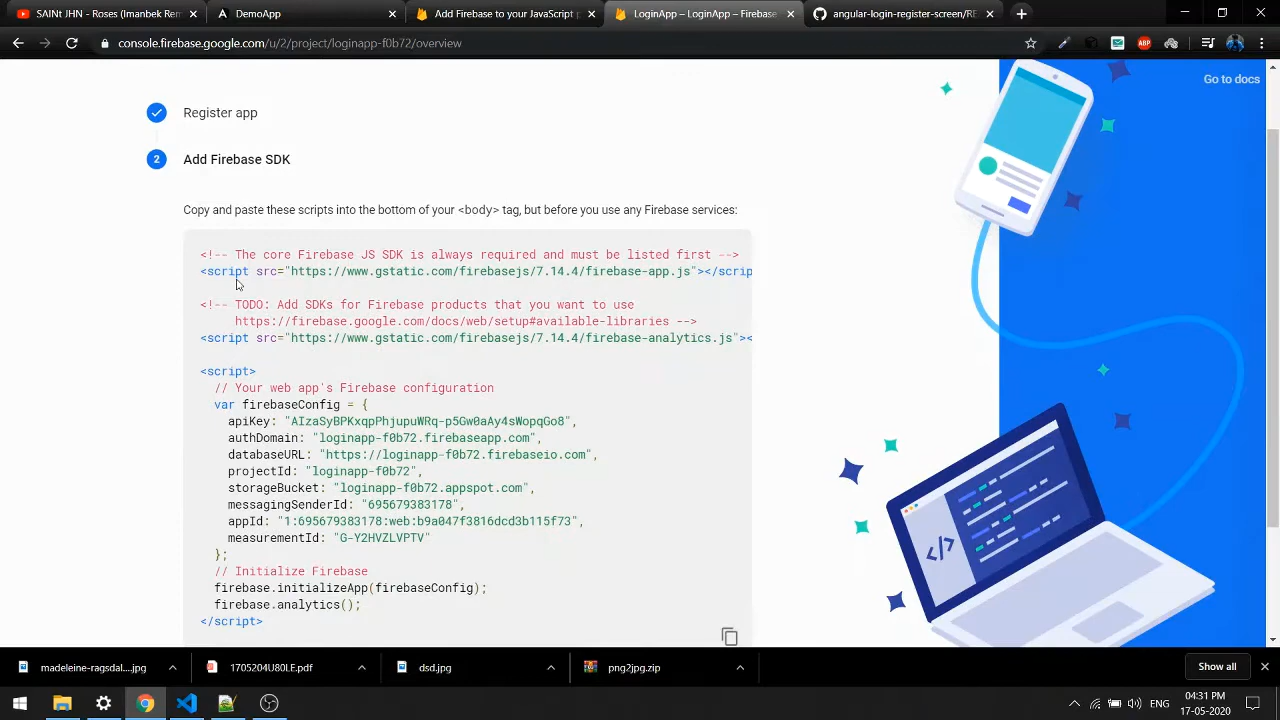 SAINt JHN - Roses (Imanbek Rem
DemoApp
Add Firebase to your JavaScript p
LoginApp – LoginApp – Firebase
angular-login-register-screen/RE
console.firebase.google.com/u/2/project/loginapp-f0b72/overview
ABP
Go to docs
Register app
2
Add Firebase SDK
Copy and paste these scripts into the bottom of your <body> tag, but before you use any Firebase services:
<!-- The core Firebase JS SDK is always required and must be listed first -->
<script src="https://www.gstatic.com/firebasejs/7.14.4/firebase-app.js"></scrip
<!-- TODO: Add SDKs for Firebase products that you want to use
https://firebase.google.com/docs/web/setup#available-libraries -->
<script src="https://www.gstatic.com/firebasejs/7.14.4/firebase-analytics.js"><
<script>
// Your web app's Firebase configuration
var firebaseConfig = {
apiKey: "AIzaSyBPKxqpPhjupuWRq-p5Gw0aAy4sWopqGo8",
authDomain: "loginapp-f0b72.firebaseapp.com",
databaseURL: "https://loginapp-f0b72.firebaseio.com",
projectId: "loginapp-f0b72",
storageBucket: "loginapp-f0b72.appspot.com",
messagingSenderId: "695679383178",
appId: "1:695679383178:web:b9a047f3816dcd3b115f73",
measurementId: "G-Y2HVZLVPTV"
};
// Initialize Firebase
firebase.initializeApp(firebaseConfig);
firebase.analytics();
</script>
</>
madeleine-ragsdal....jpg
1705204U80LE.pdf
dsd.jpg
png2jpg.zip
Show all
ENG
04:31 PM
17-05-2020